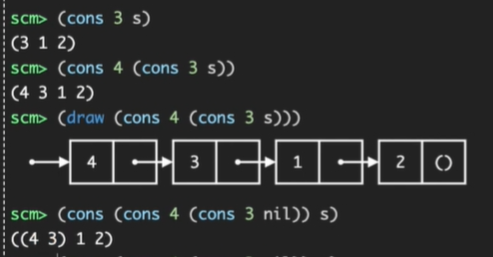 scm> (cons 3 s)
(3 1 2)
scm> (cons 4 (cons 3 s))
(4 3 1 2)
scm> (draw (cons 4 (cons 3 s)))
4 3 1 2 ()
scm> (cons (cons 4 (cons 3 nil)) s)
((4 3) 1 2)